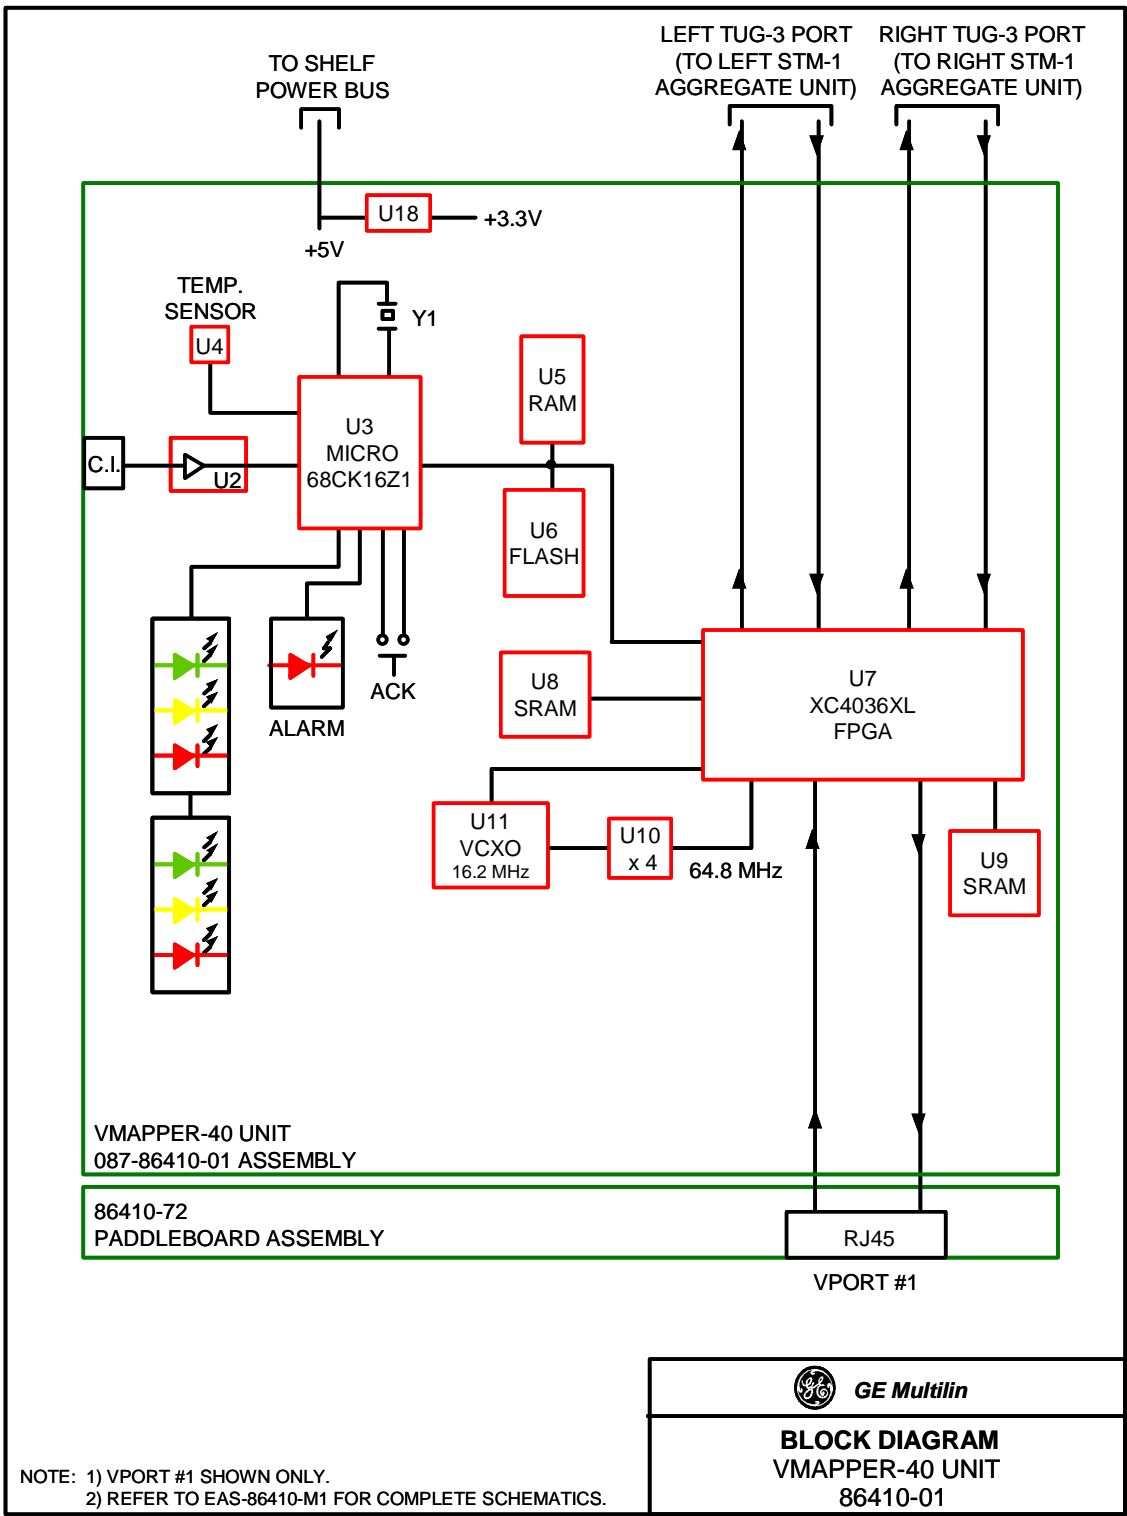 LEFT TUG-3 PORT
(TO LEFT STM-1
AGGREGATE UNIT)
RIGHT TUG-3 PORT
(TO RIGHT STM-1
AGGREGATE UNIT)
TO SHELF
POWER BUS
U18
+3.3V
+5V
TEMP.
SENSOR
U4
Y1
U3
MICRO
68CK16Z1
C.I.
U2
U5
RAM
U6
FLASH
ALARM
ACK
U8
SRAM
U7
XC4036XL
FPGA
U11
VCXO
16.2 MHz
U10
x 4
64.8 MHz
U9
SRAM
VMAPPER-40 UNIT
087-86410-01 ASSEMBLY
86410-72
PADDLEBOARD ASSEMBLY
RJ45
VPORT #1
GE Multilin
BLOCK DIAGRAM
VMAPPER-40 UNIT
86410-01
NOTE: 1) VPORT #1 SHOWN ONLY.
2) REFER TO EAS-86410-M1 FOR COMPLETE SCHEMATICS.